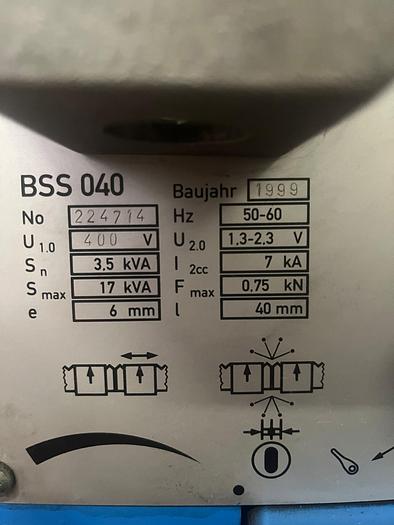 BSS 040 Baujahr 1999
No 224714 Hz 50-60
U 1.0 400 V U 2.0 1.3-2.3 V
S n 3.5 kVA I 2cc 7 kA
S max 17 kVA F max 0.75 kN
e 6 mm l 40 mm